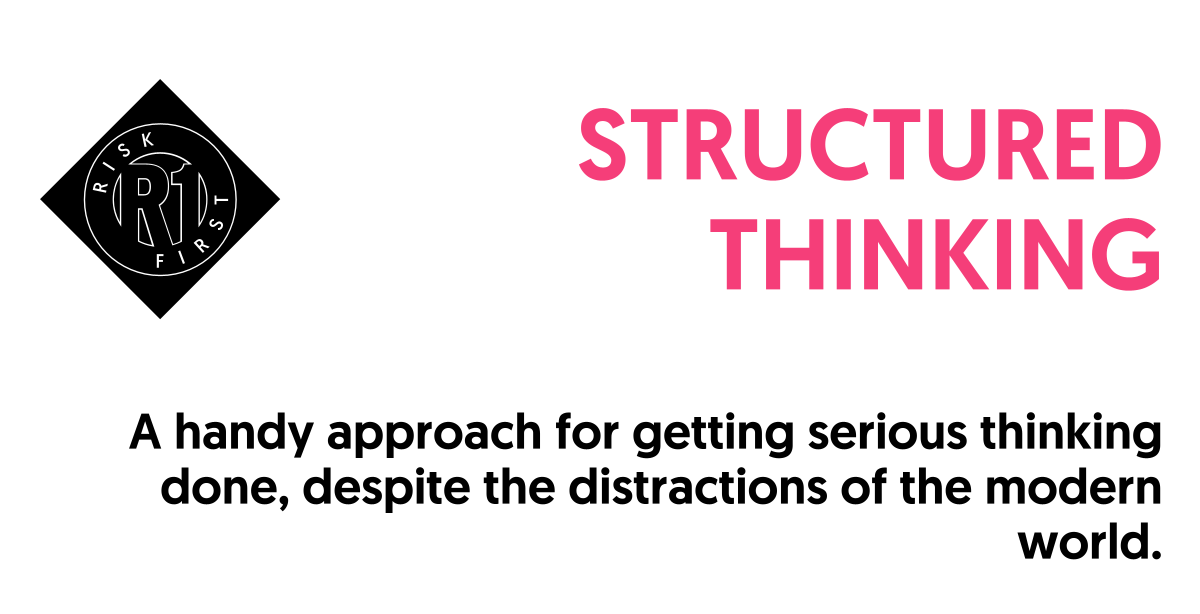 RISK
R1
FIRST
STRUCTURED
THINKING
A handy approach for getting serious thinking
done, despite the distractions of the modern
world.